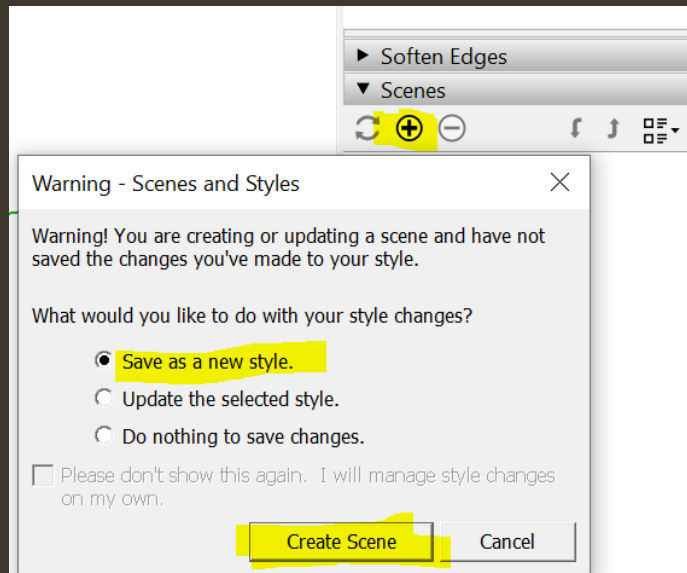 Soften Edges
Scenes
Warning - Scenes and Styles
Warning! You are creating or updating a scene and have not
saved the changes you've made to your style.
What would you like to do with your style changes?
Save as a new style.
Update the selected style.
Do nothing to save changes.
Please don't show this again.  I will manage style changes
on my own.
Create Scene
Cancel